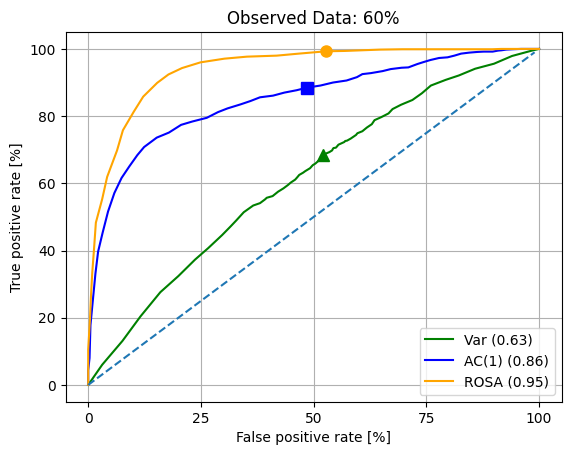 Observed Data: 60%
True positive rate [%]
100
80
60
40
20
0
0 25 50 75 100
False positive rate [%]
Var (0.63)
AC(1) (0.86)
ROSA (0.95)